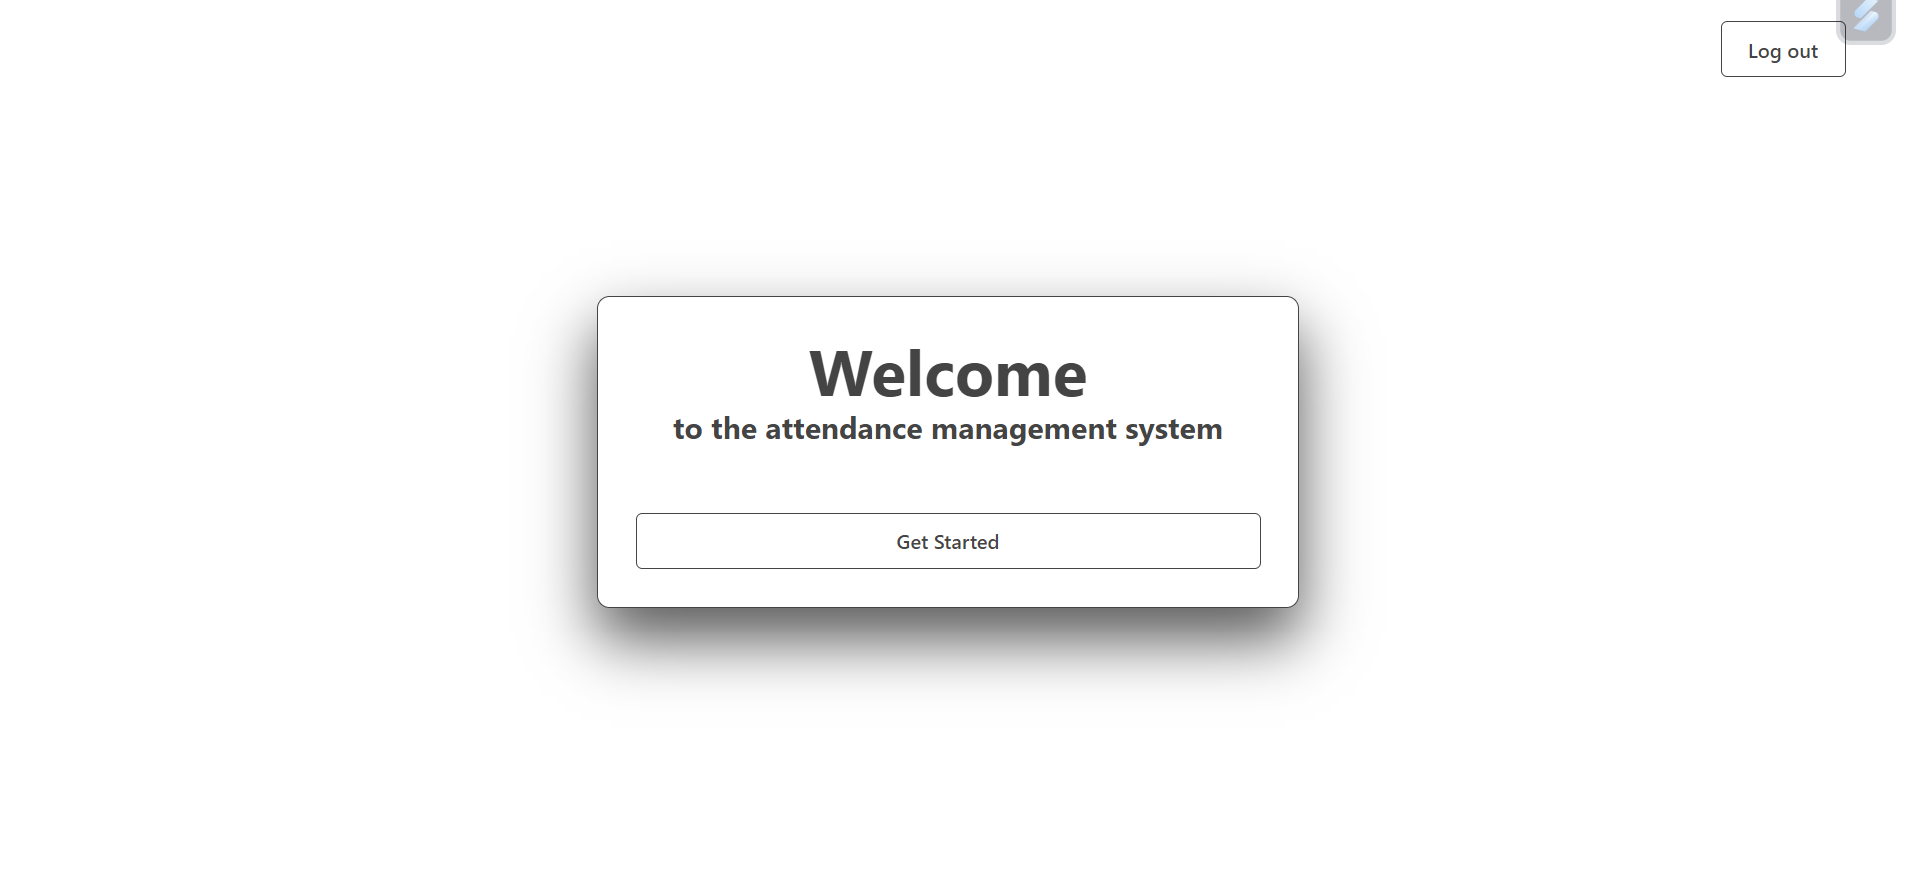 Log out
Welcome
to the attendance management system
Get Started